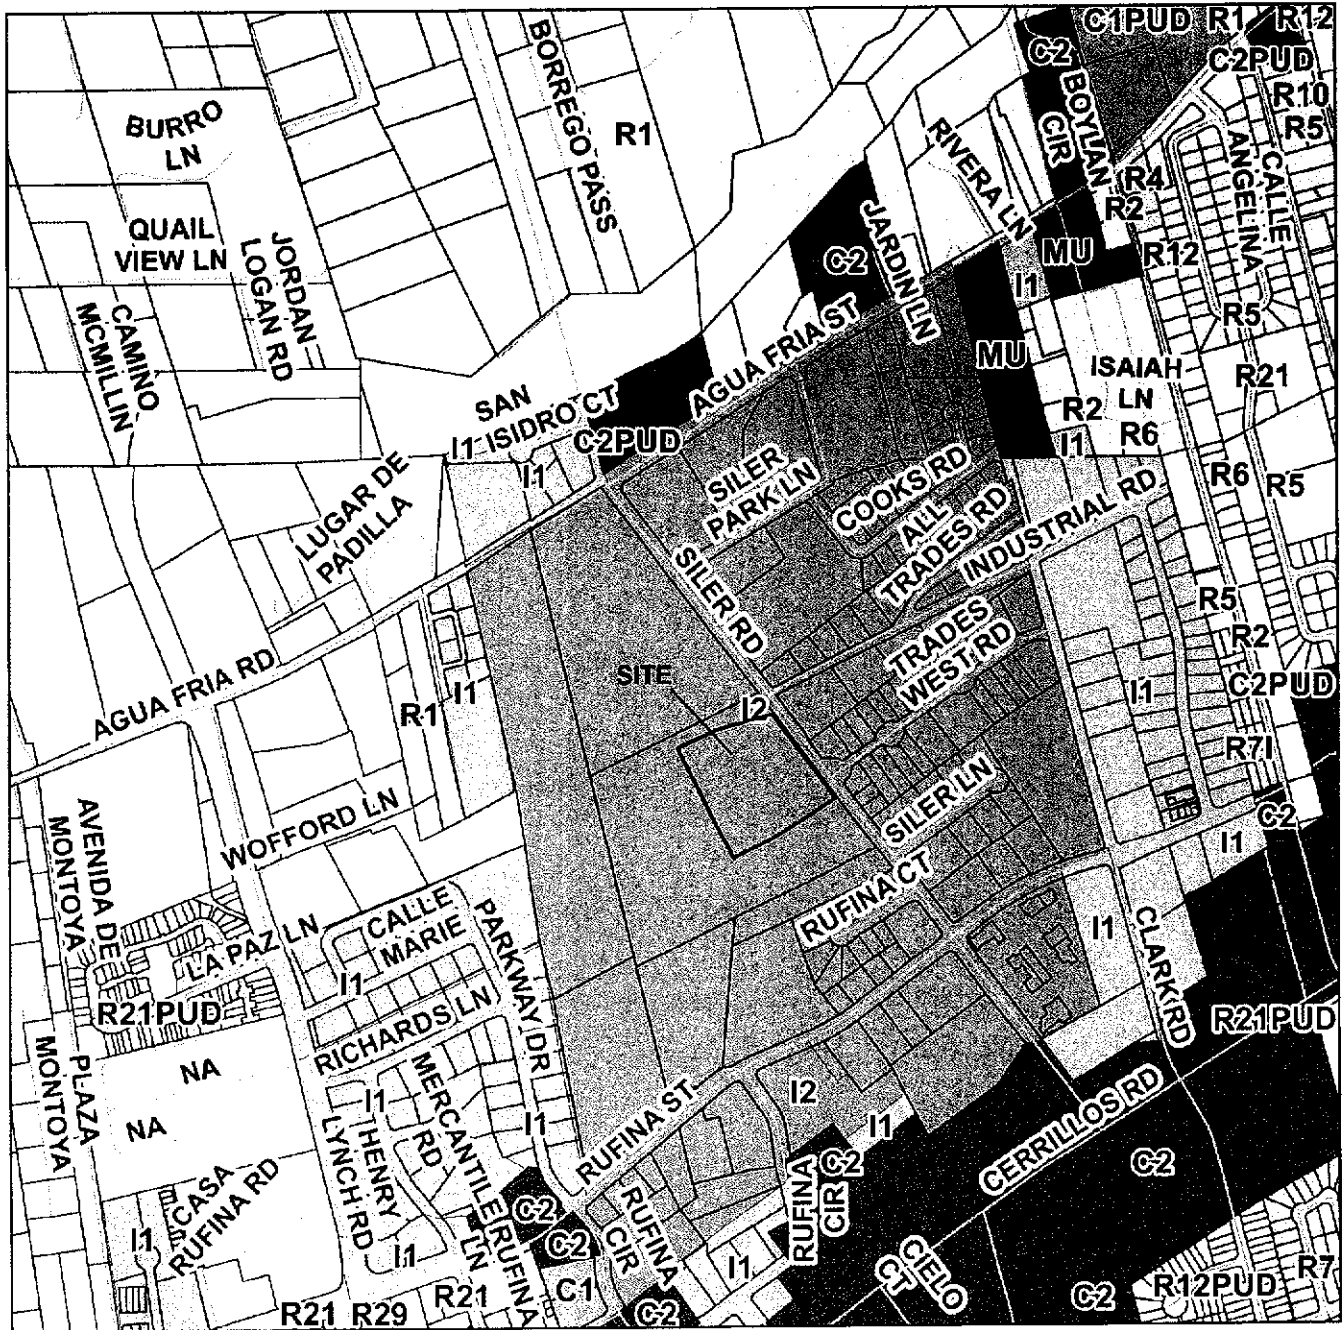 C1PUD R1 R12
C2
C2PUD
BOYLAN
CIR
R10
R5
BORREGO PASS
R1
BURRO
LN
RIVERA LN
CALLE
ANGELINA
R4
R2
QUAIL
VIEW LN
JORDAN
LOGAN RD
JARDIN LN
C2
MU
R12
I1
CAMINO
MCMILLIN
AGUA FRIA ST
MU
R5
ISAIAH
LN
R21
SAN
ISIDRO CT
R2
I1
R6
I1
C2PUD
I1
LUGAR DE
PADILLA
SILER
PARK LN
COOKS RD
ALL
TRADES RD
INDUSTRIAL RD
R6
R5
SILER RD
TRADES
WEST RD
R5
R2
AGUA FRIA RD
R1
I1
SITE
I2
I1
C2PUD
R7I
AVENIDA DE
MONTOYA
WOFFORD LN
SILER LN
C2
I1
RUFINA CT
LA PAZ LN
CALLE
MARIE
PARKWAY DR
I1
R21PUD
RICHARDS LN
I1
CLARK RD
R21PUD
PLAZA
MONTOYA
NA
NA
MERCANTILE
RD
LN
I1
HENRY
LYNCH RD
I1
RUFINA ST
I2
I1
CERRILLOS RD
C2
C2
CASA
RUFINA RD
I1
I1
RUFINA
C2
C2
RUFINA
CIR
RUFINA
CIR
I1
CIELO
CT
C1
C2
C2
R12PUD
R7
R21 R29
R21